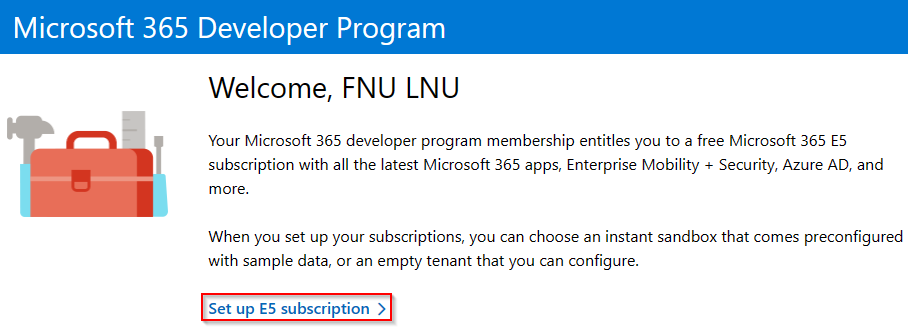 Microsoft 365 Developer Program
Welcome, FNU LNU
Your Microsoft 365 developer program membership entitles you to a free Microsoft 365 E5
subscription with all the latest Microsoft 365 apps, Enterprise Mobility + Security, Azure AD, and
more.
When you set up your subscriptions, you can choose an instant sandbox that comes preconfigured
with sample data, or an empty tenant that you can configure.
Set up E5 subscription >